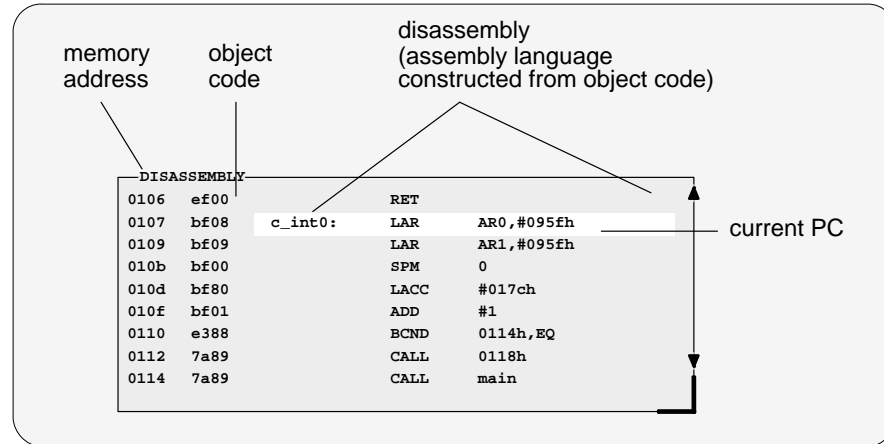 memory
address
object
code
disassembly
(assembly language
constructed from object code)
DISASSEMBLY
0106 ef00 RET
0107 bf08 c_int0: LAR AR0,#095fh
0109 bf09 LAR AR1,#095fh
010b bf00 SPM 0
010d bf80 LACC #017ch
010f bf01 ADD #1
0110 e388 BCND 0114h,EQ
0112 7a89 CALL 0118h
0114 7a89 CALL main
current PC